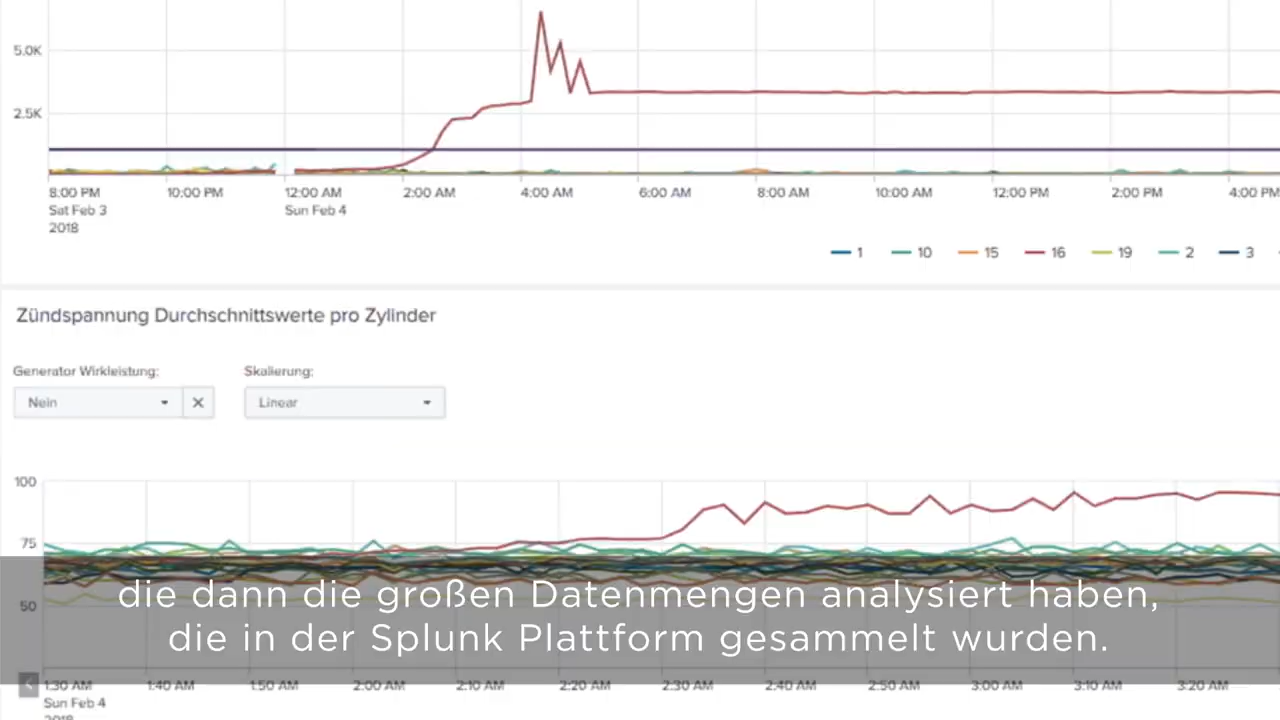 5.0K
2.5K
8:00 PM 10:00 PM 12:00 AM 2:00 AM 4:00 AM 6:00 AM 8:00 AM 10:00 AM 12:00 PM 2:00 PM 4:00 PM
Sat Feb 3 Sun Feb 4
2018
1 10 15 16 19 2 3
Zündspannung Durchschnittswerte pro Zylinder
Generator Wirkleistung: Skalierung:
Nein Linear
100
75
50
die dann die großen Datenmengen analysiert haben,
die in der Splunk Plattform gesammelt wurden.
1:30 AM 1:40 AM 1:50 AM 2:00 AM 2:10 AM 2:20 AM 2:30 AM 2:40 AM 2:50 AM 3:00 AM 3:10 AM 3:20 AM
Sun Feb 4
2018